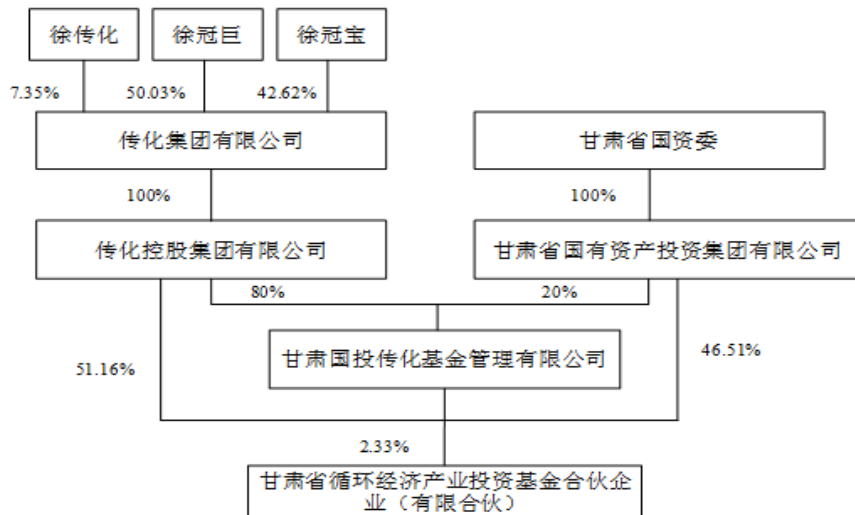 徐传化
徐冠巨
徐冠宝
7.35%
50.03%
42.62%
传化集团有限公司
甘肃省国资委
100%
100%
传化控股集团有限公司
甘肃省国有资产投资集团有限公司
80%
20%
甘肃国投传化基金管理有限公司
51.16%
46.51%
2.33%
甘肃省循环经济产业投资基金合伙企
业（有限合伙）